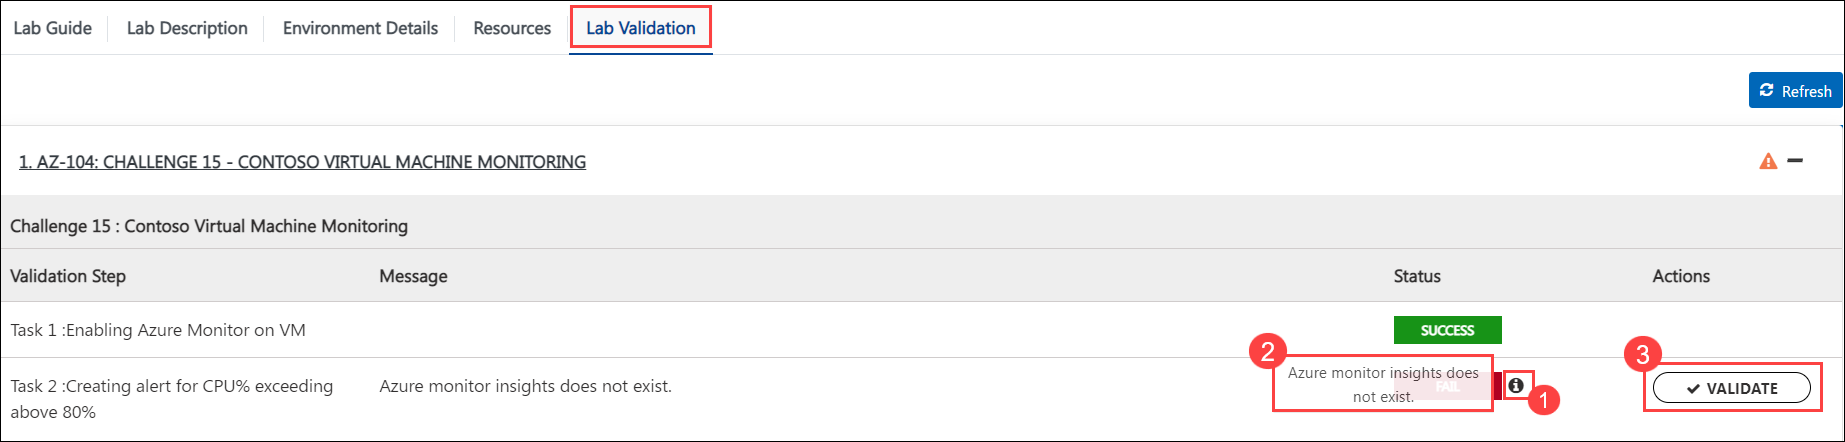 Lab Guide Lab Description Environment Details Resources Lab Validation
Refresh
1. AZ-104: CHALLENGE 15 - CONTOSO VIRTUAL MACHINE MONITORING
Challenge 15 : Contoso Virtual Machine Monitoring
Validation Step Message Status Actions
Task 1 :Enabling Azure Monitor on VM SUCCESS
2 3
Task 2 :Creating alert for CPU% exceeding
above 80%
Azure monitor insights does not exist.
Azure monitor insights does
not exist.
FAIL
1
VALIDATE